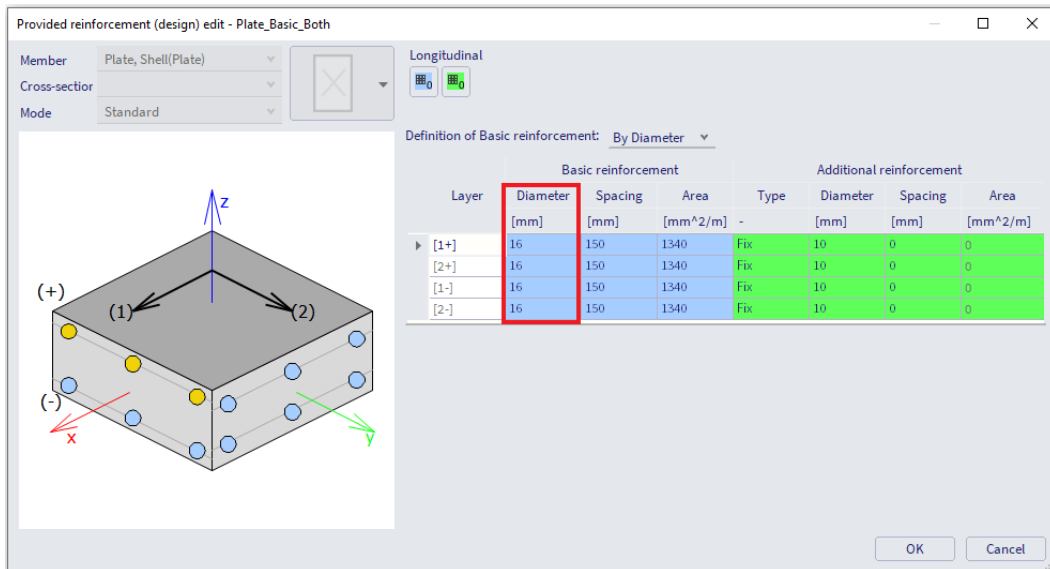 Provided reinforcement (design) edit - Plate_Basic_Both
Member Plate, Shell(Plate)
Cross-section
Mode Standard
Longitudinal
0 0
Definition of Basic reinforcement: By Diameter
Basic reinforcement Additional reinforcement
Layer Diameter Spacing Area Type Diameter Spacing Area
[mm] [mm] [mm^2/m] - [mm] [mm] [mm^2/m]
[1+] 16 150 1340 Fix 10 0 0
[2+] 16 150 1340 Fix 10 0 0
[1-] 16 150 1340 Fix 10 0 0
[2-] 16 150 1340 Fix 10 0 0
z
(+)
(1) (2)
(-)
x y
OK Cancel